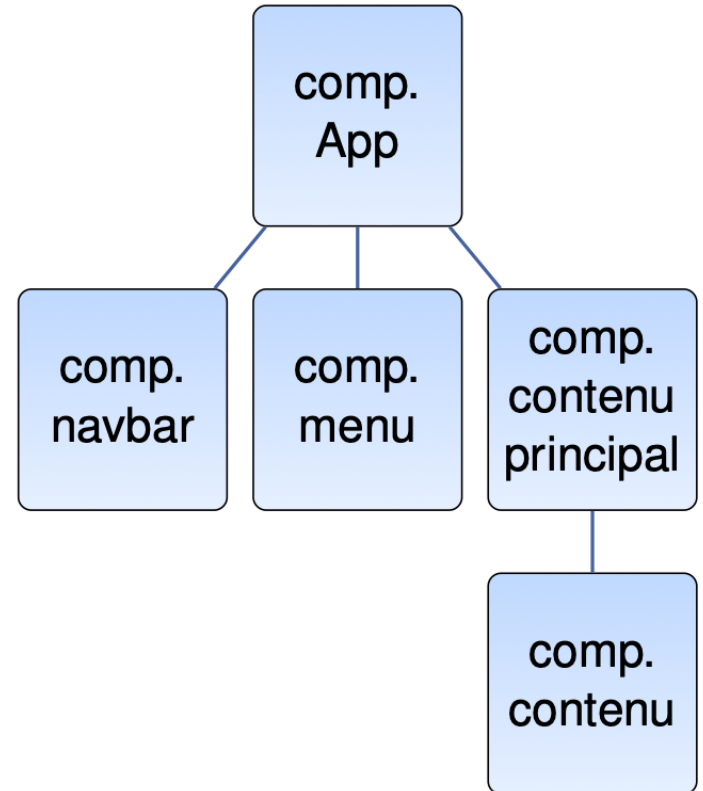 comp.
App
comp.
navbar
comp.
menu
comp.
contenu
principal
comp.
contenu